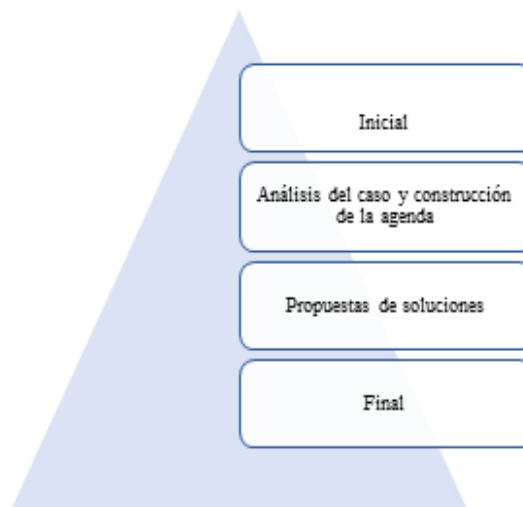 Inicial
Análisis del caso y construcción
de la agenda
Propuestas de soluciones
Final